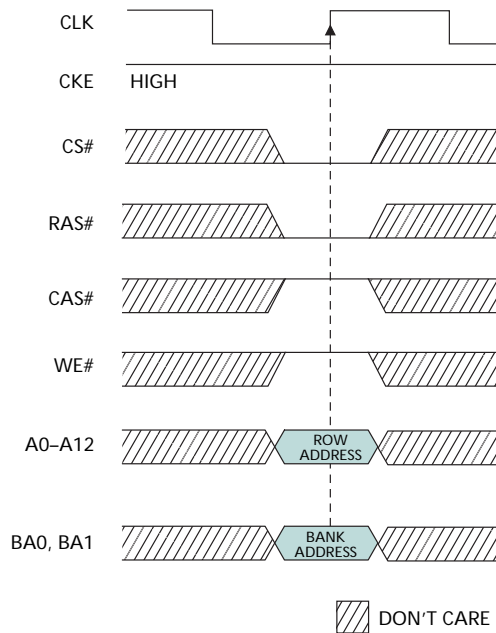 CLK
CKE HIGH
CS#
RAS#
CAS#
WE#
A0–A12 ROW
ADDRESS
BA0, BA1 BANK
ADDRESS
DON'T CARE